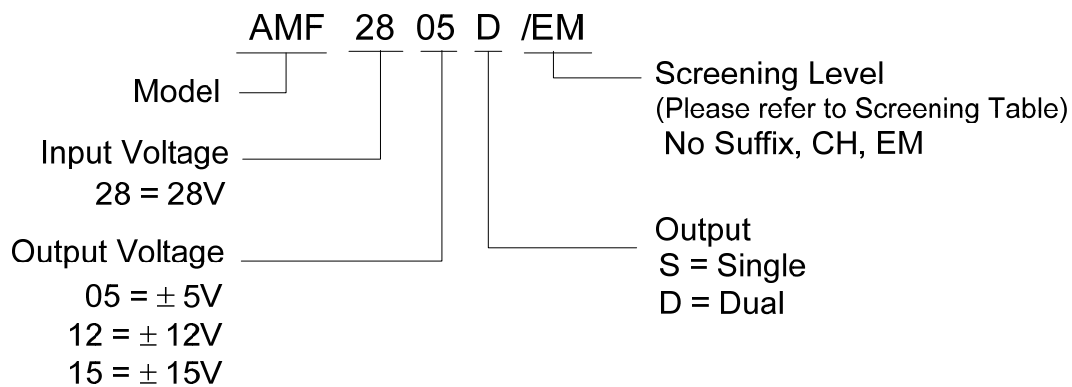 AMF 28 05 D /EM
Model
Input Voltage
28 = 28V
Output Voltage
05 = ± 5V
12 = ± 12V
15 = ± 15V
Screening Level
(Please refer to Screening Table)
No Suffix, CH, EM
Output
S = Single
D = Dual